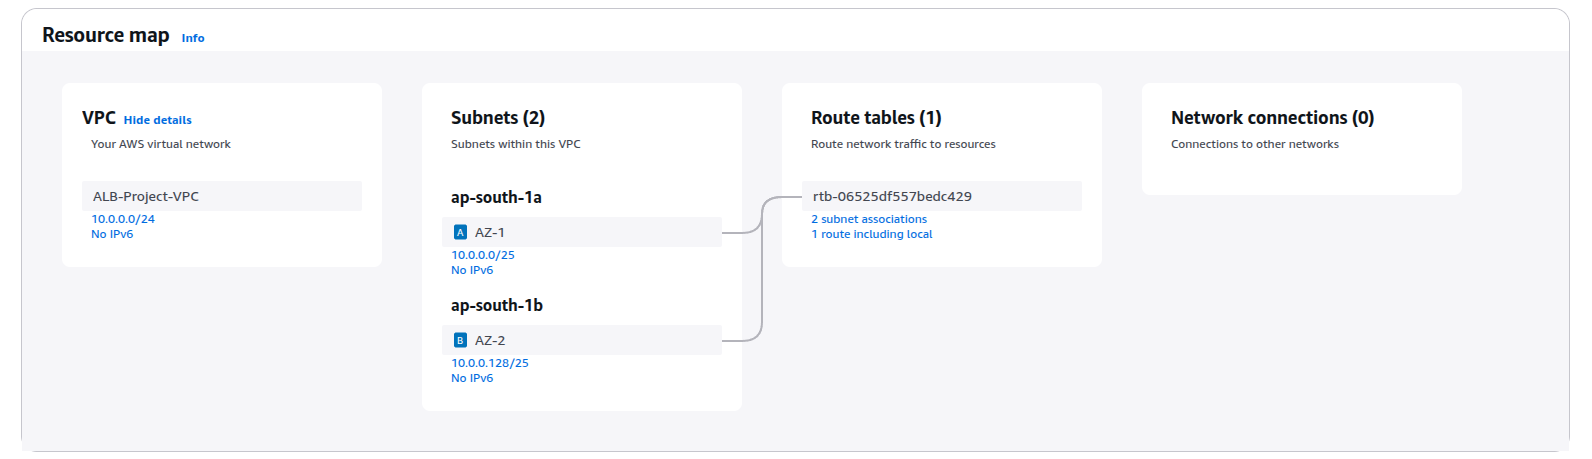 Resource map Info
VPC Hide details
Your AWS virtual network
ALB-Project-VPC
10.0.0.0/24
No IPv6
Subnets (2)
Subnets within this VPC
ap-south-1a
A AZ-1
10.0.0.0/25
No IPv6
ap-south-1b
B AZ-2
10.0.0.128/25
No IPv6
Route tables (1)
Route network traffic to resources
rtb-06525df557bedc429
2 subnet associations
1 route including local
Network connections (0)
Connections to other networks